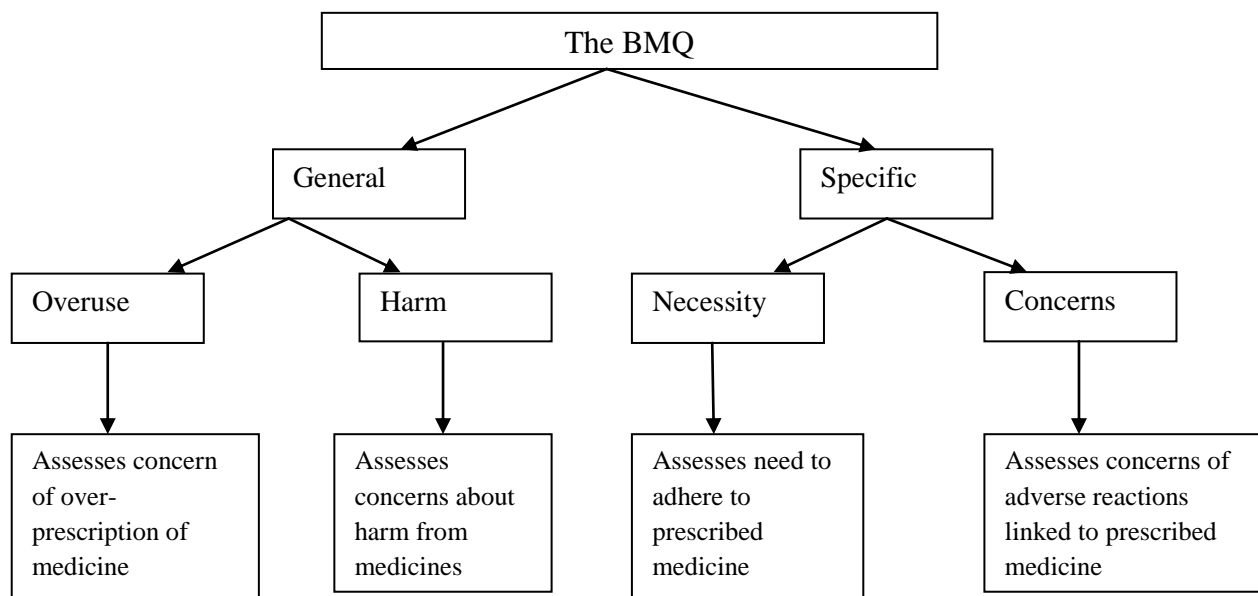 The BMQ
General
Specific
Overuse
Harm
Necessity
Concerns
Assesses concern
of over-
prescription of
medicine
Assesses
concerns about
harm from
medicines
Assesses need to
adhere to
prescribed
medicine
Assesses concerns of
adverse reactions
linked to prescribed
medicine